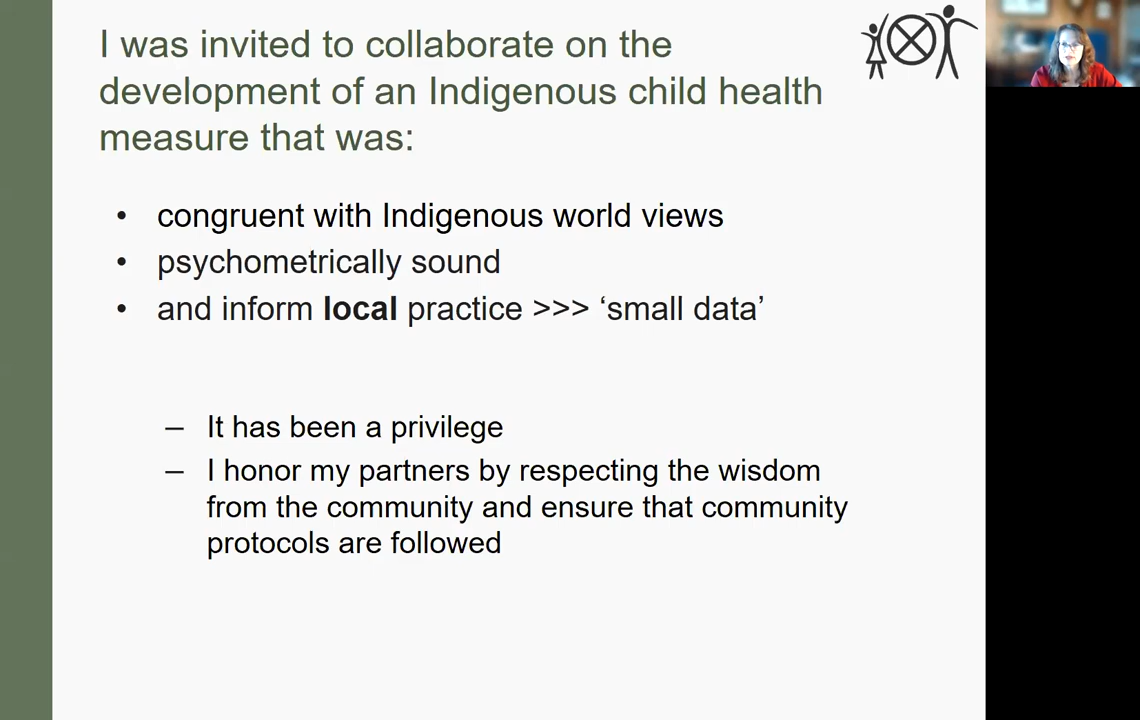 I was invited to collaborate on the
development of an Indigenous child health
measure that was:
• congruent with Indigenous world views
• psychometrically sound
• and inform local practice >>> ‘small data’
– It has been a privilege
– I honor my partners by respecting the wisdom
from the community and ensure that community
protocols are followed